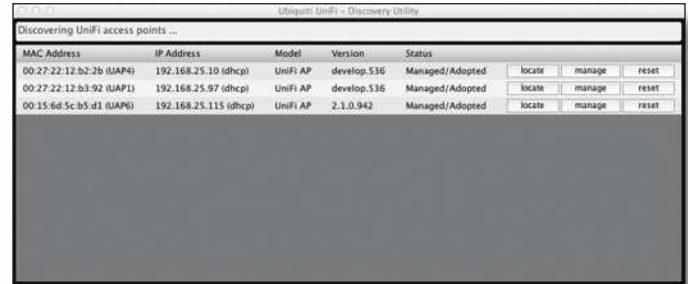 Ubiquiti UniFi - Discovery Utility
Discovering UniFi access points ...
MAC Address IP Address Model Version Status
00:27:22:12:b2:2b (UAP4) 192.168.25.10 (dhcp) UniFi AP develop.536 Managed/Adopted locate manage reset
00:27:22:12:b3:92 (UAP1) 192.168.25.97 (dhcp) UniFi AP develop.536 Managed/Adopted locate manage reset
00:15:6d:5c:b5:d1 (UAP6) 192.168.25.115 (dhcp) UniFi AP 2.1.0.942 Managed/Adopted locate manage reset